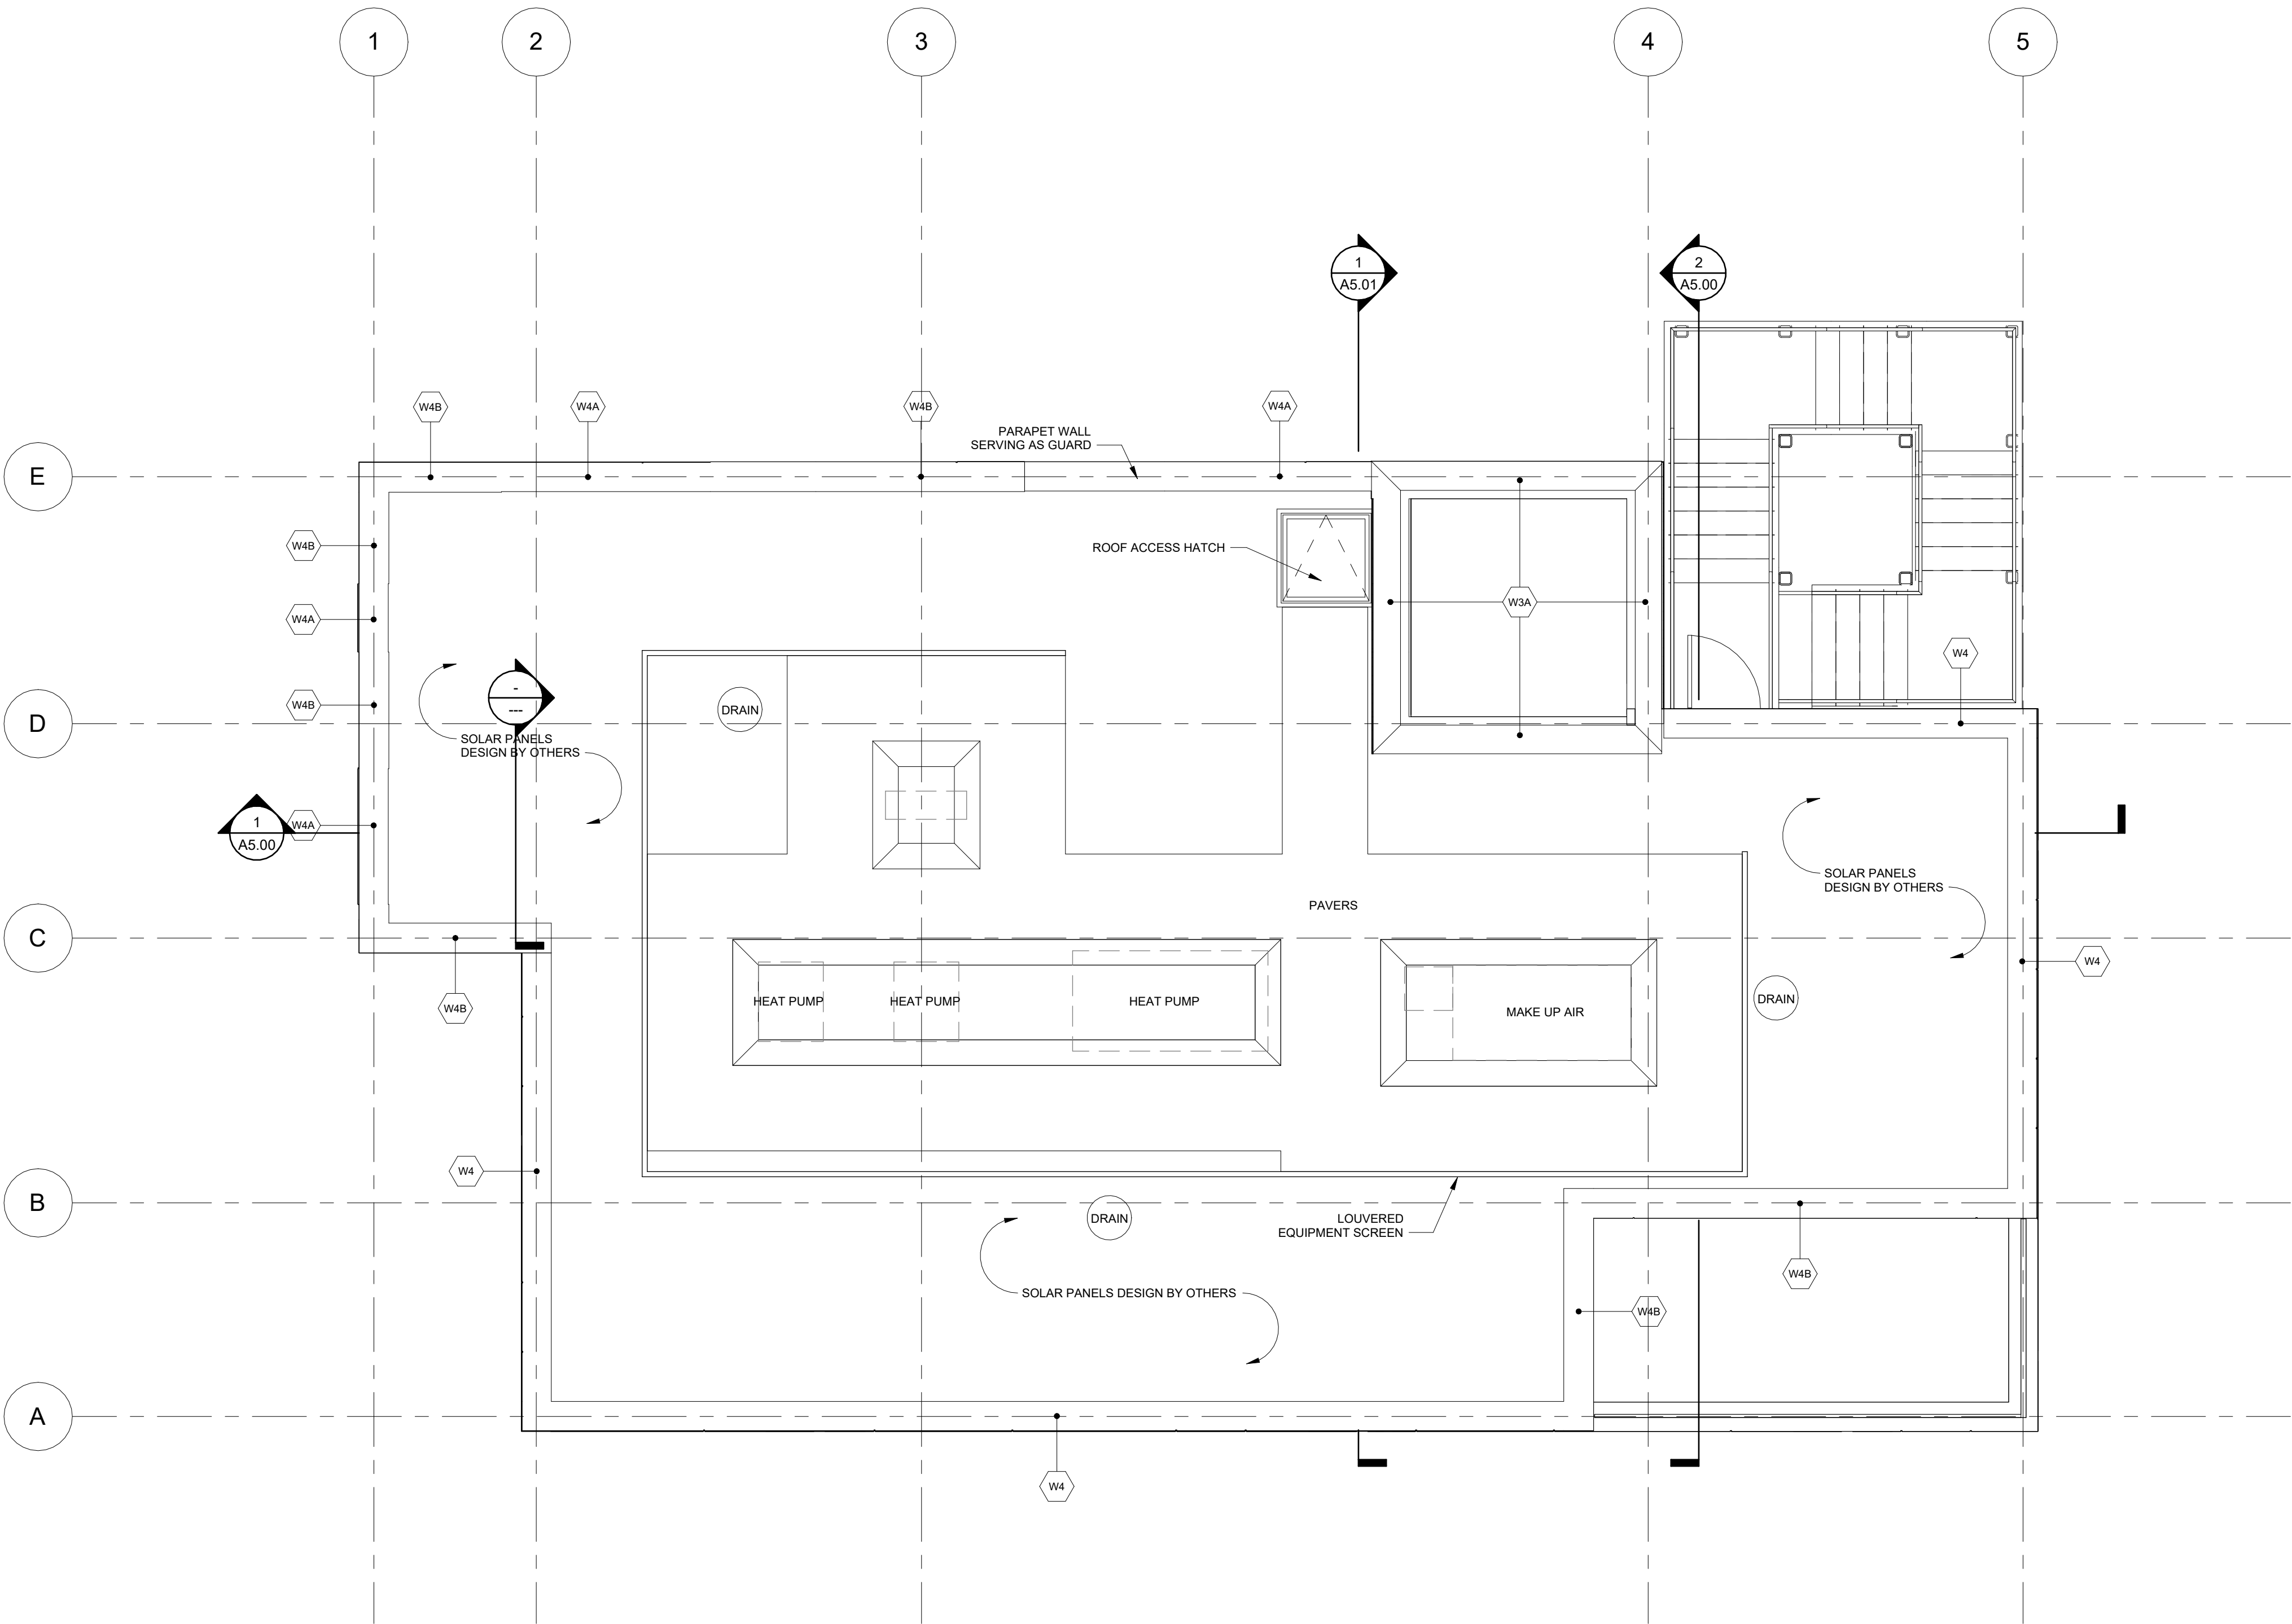 1
2
3
4
5
1
A5.01
2
A5.00
W4B
W4A
W4B
W4A
PARAPET WALL
SERVING AS GUARD
E
W4B
ROOF ACCESS HATCH
W3A
W4A
W4
-
---
W4B
DRAIN
D
SOLAR PANELS
DESIGN BY OTHERS
1
A5.00
W4A
SOLAR PANELS
DESIGN BY OTHERS
PAVERS
C
W4
HEAT PUMP
HEAT PUMP
HEAT PUMP
DRAIN
W4B
MAKE UP AIR
W4
B
DRAIN
LOUVERED
EQUIPMENT SCREEN
W4B
SOLAR PANELS DESIGN BY OTHERS
W4B
A
W4